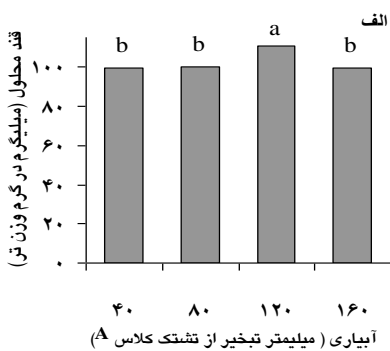 الف
b b a b
قند محلول (میلیگرم در گرم وزن تر)
۱۰۰
۸۰
۶۰
۴۰
۲۰
۰
۴۰ ۸۰ ۱۲۰ ۱۶۰
آبیاری ( میلیمتر تبخیر از تشتک کلاس A)